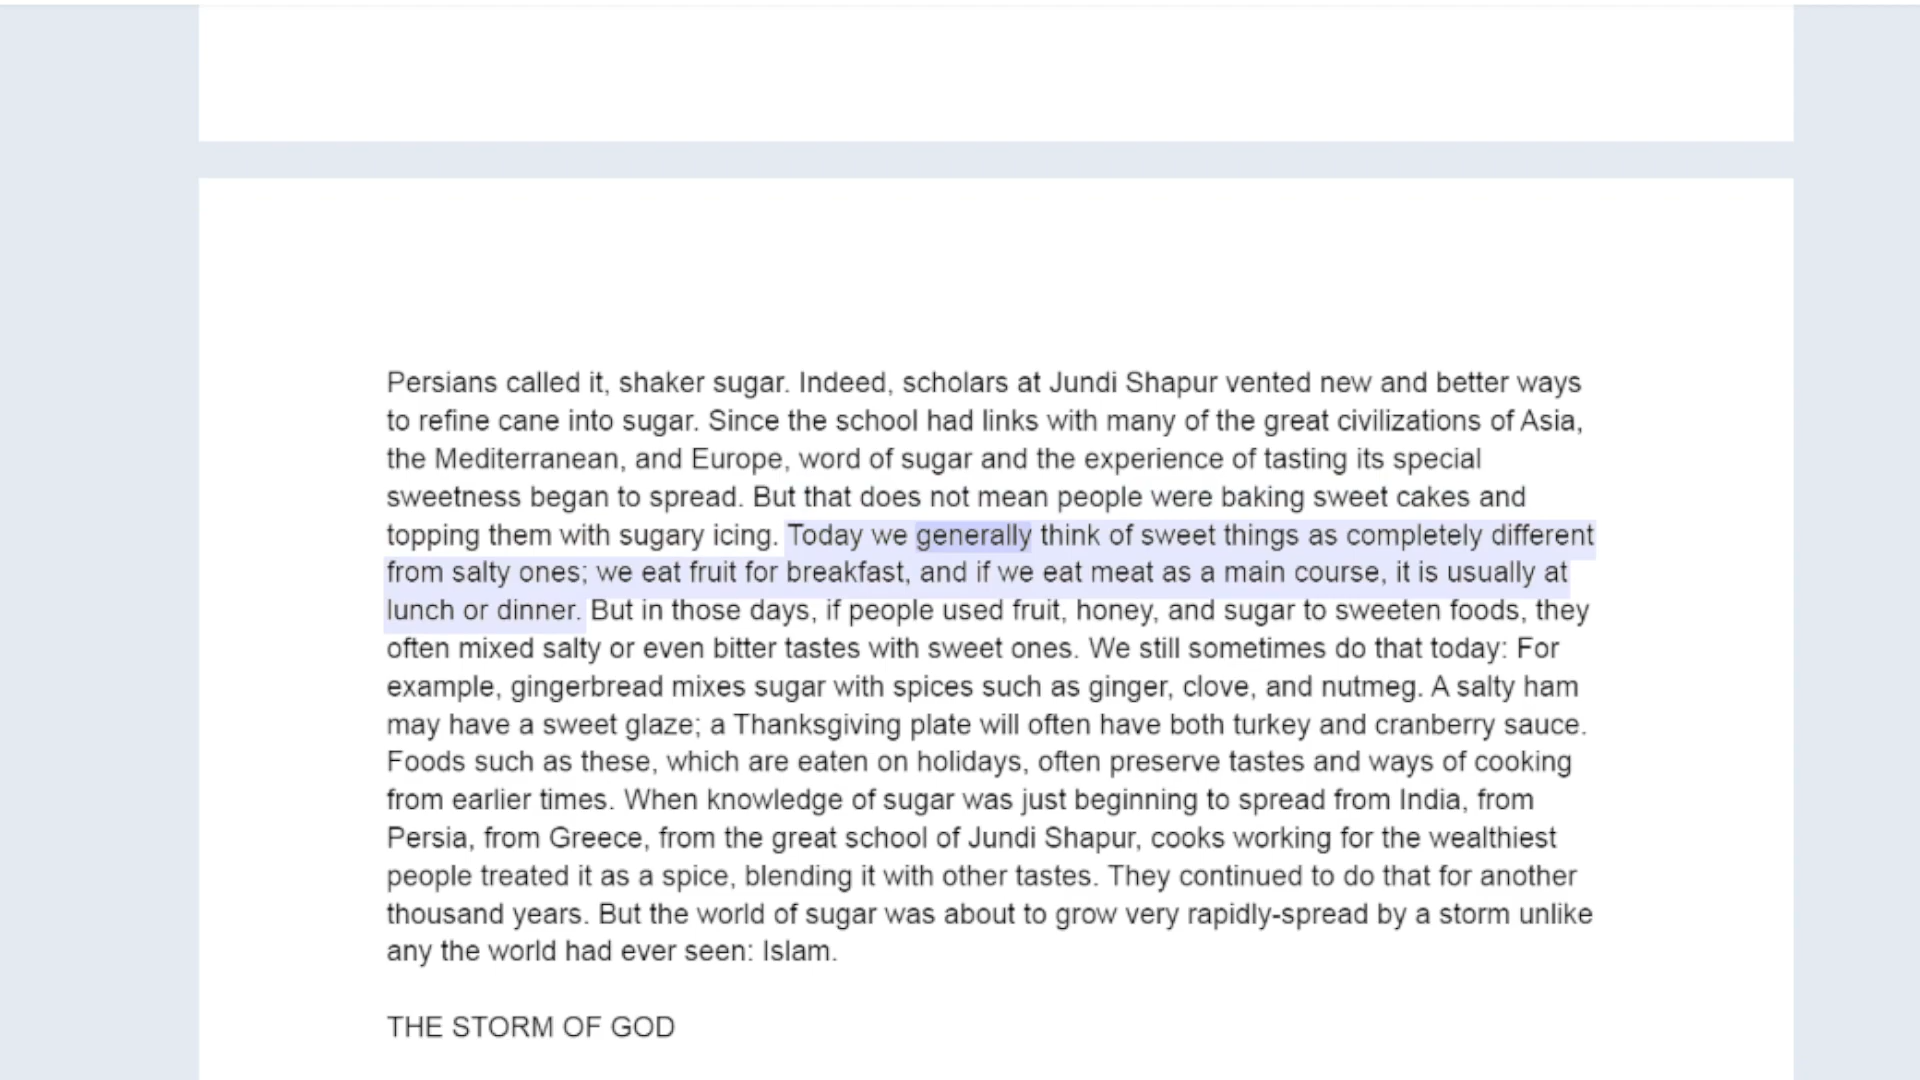 Persians called it, shaker sugar. Indeed, scholars at Jundi Shapur vented new and better ways
to refine cane into sugar. Since the school had links with many of the great civilizations of Asia,
the Mediterranean, and Europe, word of sugar and the experience of tasting its special
sweetness began to spread. But that does not mean people were baking sweet cakes and
topping them with sugary icing. Today we generally think of sweet things as completely different
from salty ones; we eat fruit for breakfast, and if we eat meat as a main course, it is usually at
lunch or dinner. But in those days, if people used fruit, honey, and sugar to sweeten foods, they
often mixed salty or even bitter tastes with sweet ones. We still sometimes do that today: For
example, gingerbread mixes sugar with spices such as ginger, clove, and nutmeg. A salty ham
may have a sweet glaze; a Thanksgiving plate will often have both turkey and cranberry sauce.
Foods such as these, which are eaten on holidays, often preserve tastes and ways of cooking
from earlier times. When knowledge of sugar was just beginning to spread from India, from
Persia, from Greece, from the great school of Jundi Shapur, cooks working for the wealthiest
people treated it as a spice, blending it with other tastes. They continued to do that for another
thousand years. But the world of sugar was about to grow very rapidly-spread by a storm unlike
any the world had ever seen: Islam.
THE STORM OF GOD